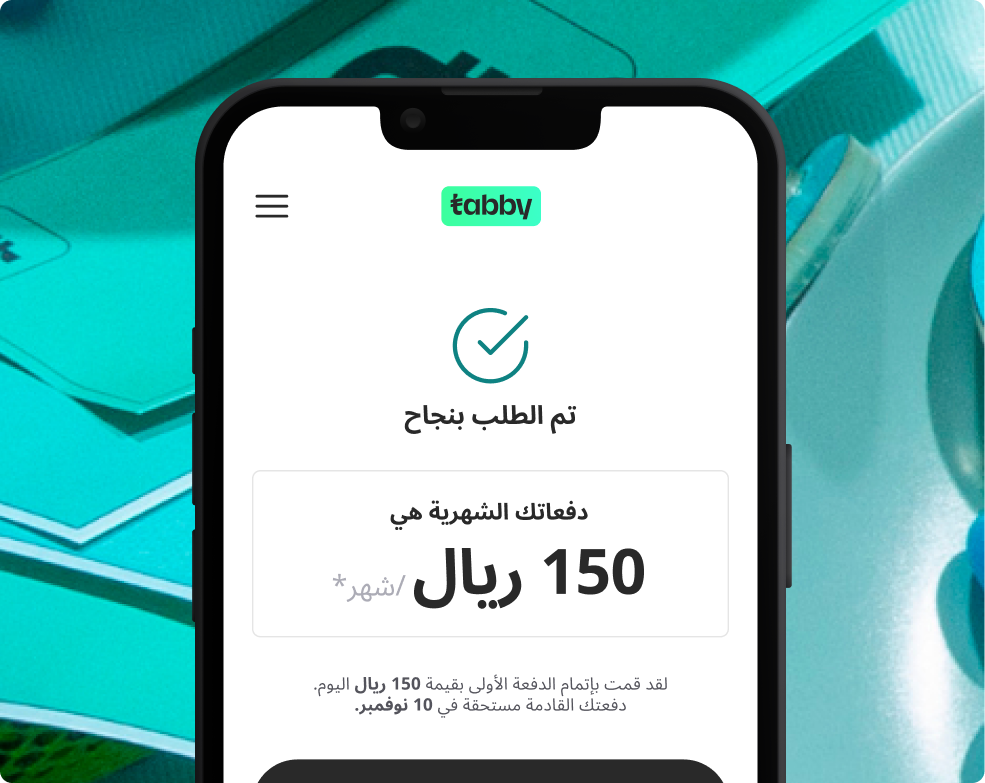 tabby
تم الطلب بنجاح
دفعاتك الشهرية هي
150 ريال /شهر*
لقد قمت بإتمام الدفعة الأولى بقيمة 150 ريال اليوم.
دفعتك القادمة مستحقة في 10 نوفمبر.